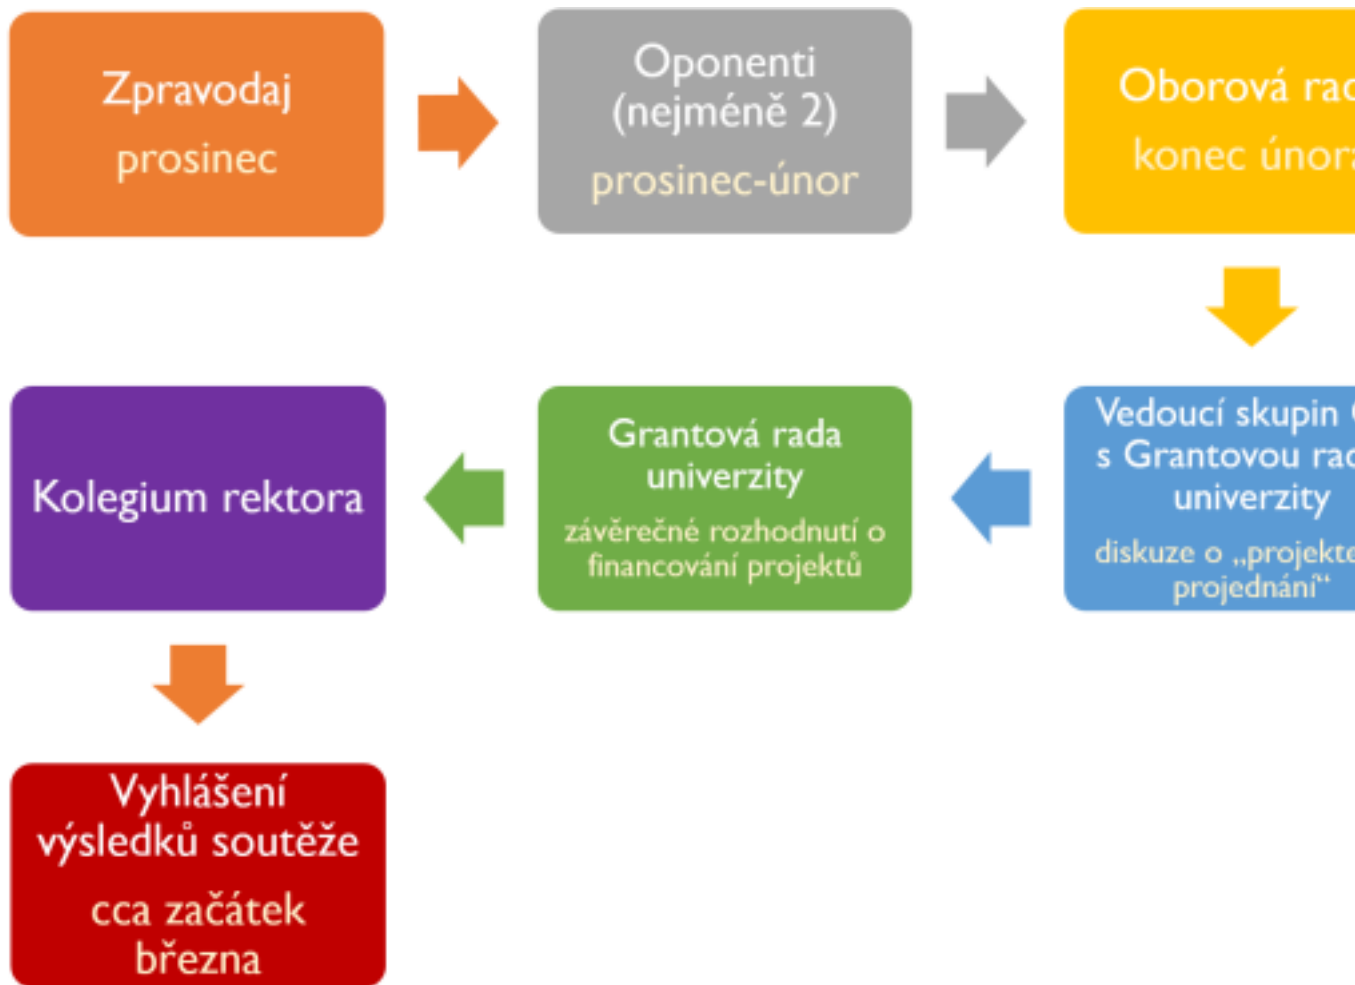 Zpravodaj
prosinec
Oponenti
(nejméně 2)
prosinec-únor
Oborová
konec února
Vedoucí skupin
s Grantovou
univerzity
diskuze o
projednání“
Grantová rada
univerzity
závěrečné rozhodnutí o
financování projektů
Kolegium rektora
Vyhlášení
výsledků soutěže
cca začátek
března